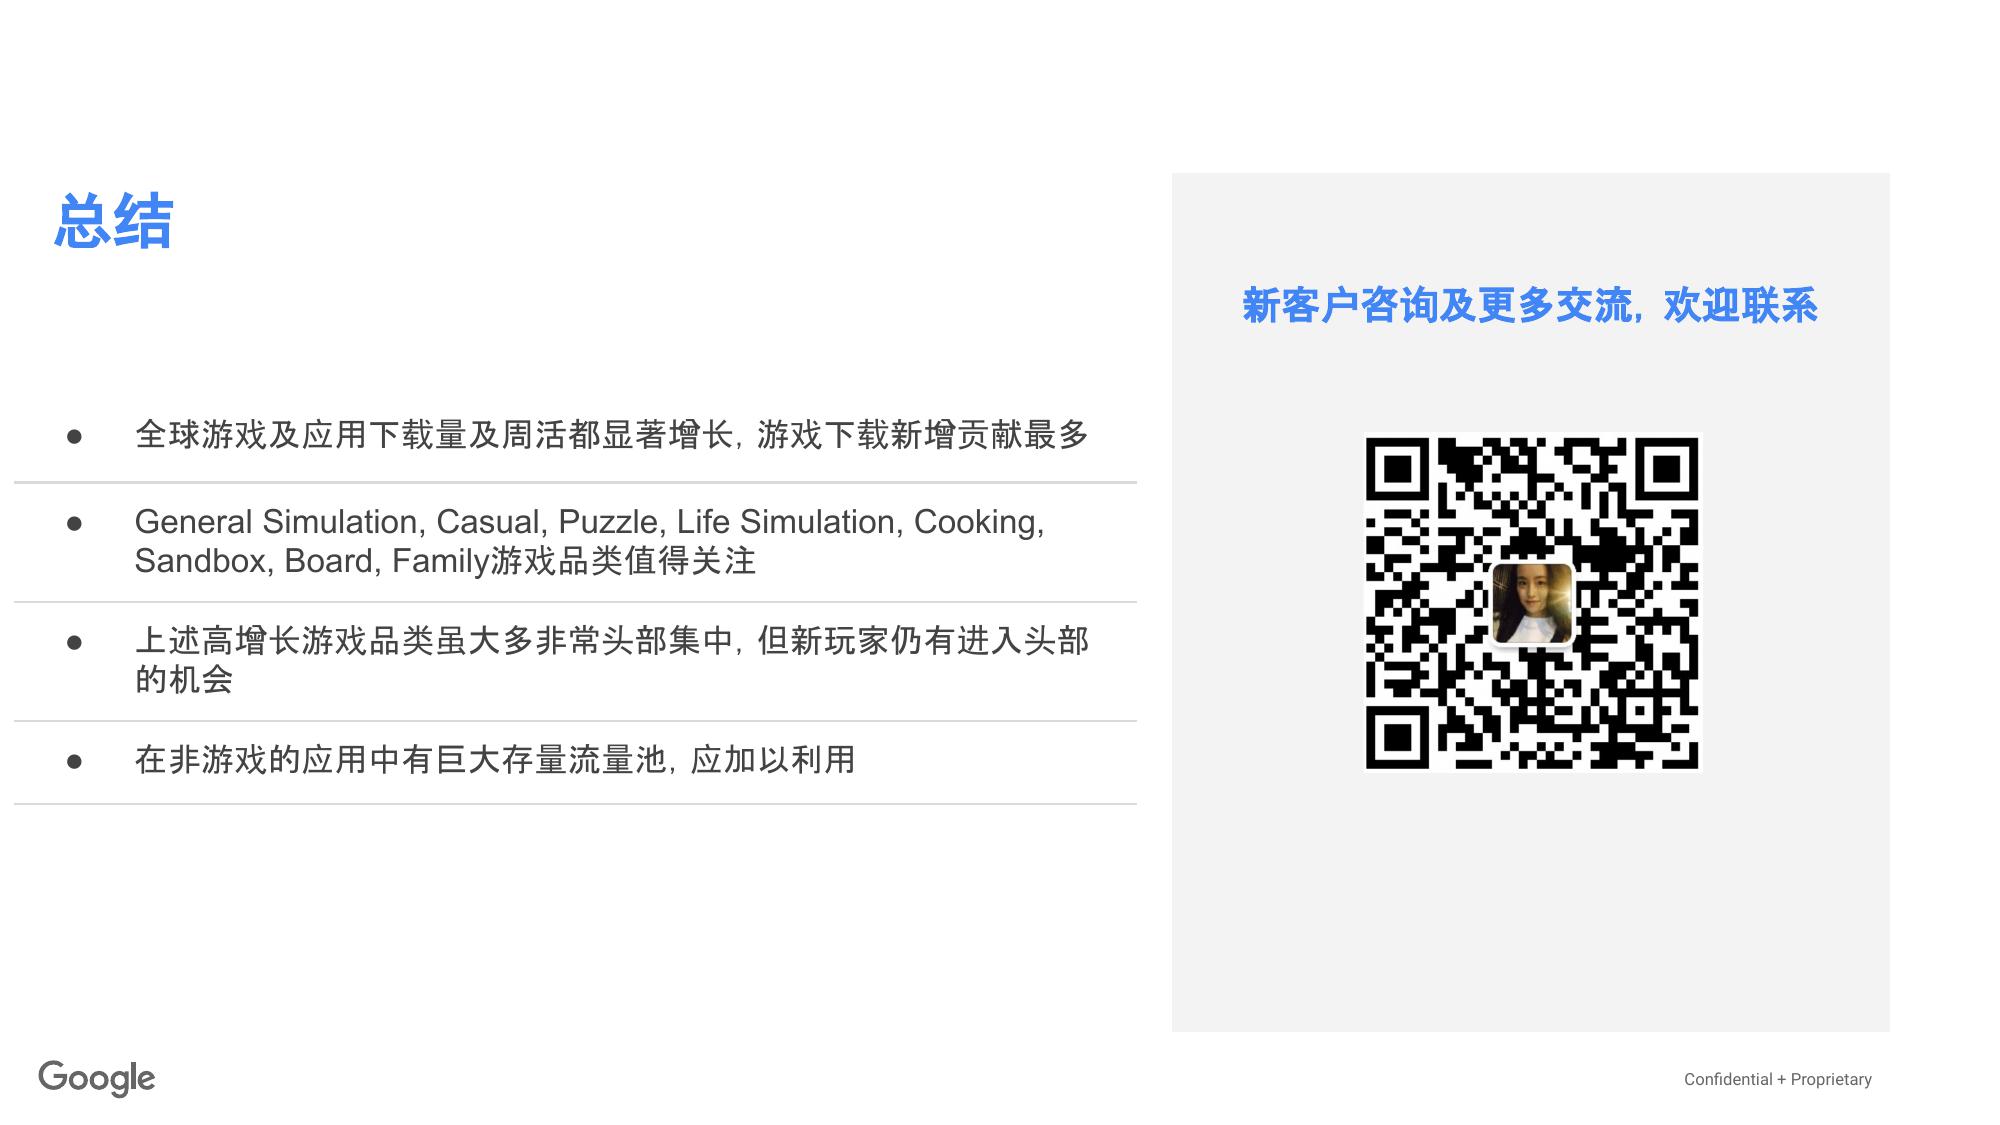 总结
全球游戏及应用下载量及周活都显著增长，游戏下载新增贡献最多
General Simulation, Casual, Puzzle, Life Simulation, Cooking,
Sandbox, Board, Family游戏品类值得关注
上述高增长游戏品类虽大多非常头部集中，但新玩家仍有进入头部
的机会
在非游戏的应用中有巨大存量流量池，应加以利用
新客户咨询及更多交流，欢迎联系
Google
Confidential + Proprietary